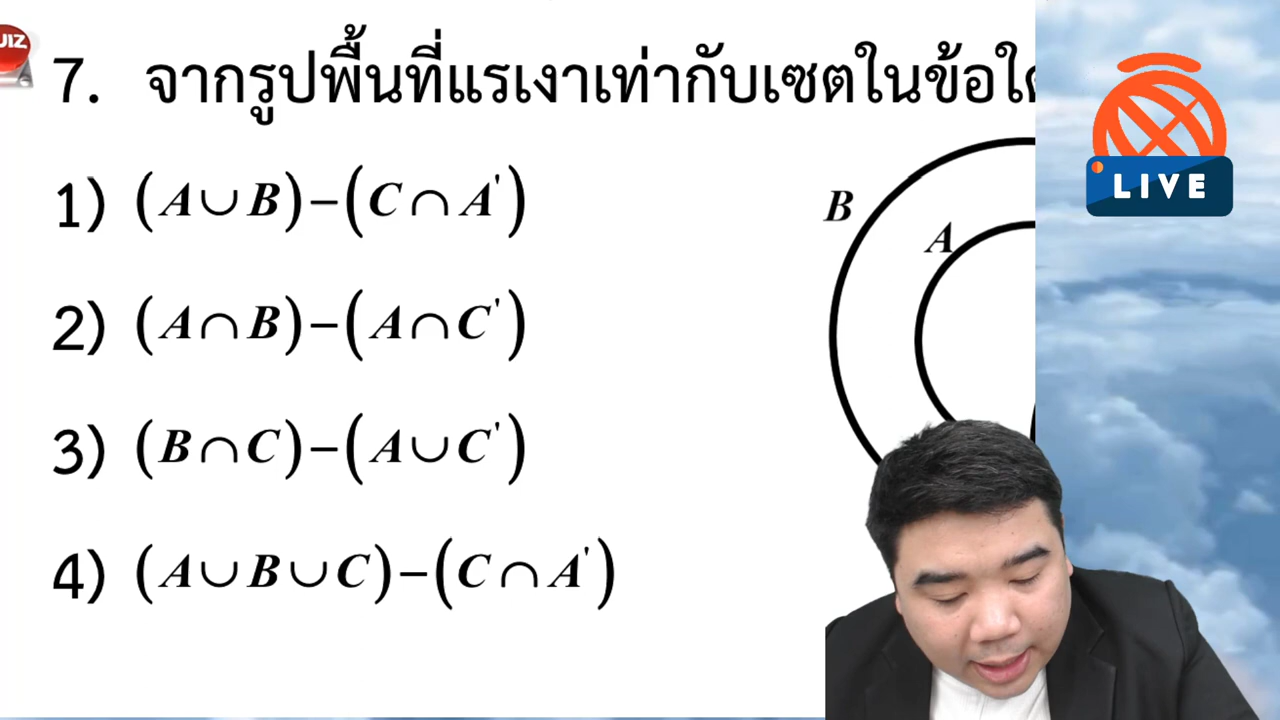 UIZ
7. จากรูปพื้นที่แรเงาเท่ากับเซตในข้อ
1) (A∪B)−(C∩A')
2) (A∩B)−(A∩C')
3) (B∩C)−(A∪C')
4) (A∪B∪C)−(C∩A')
B
A
LIVE